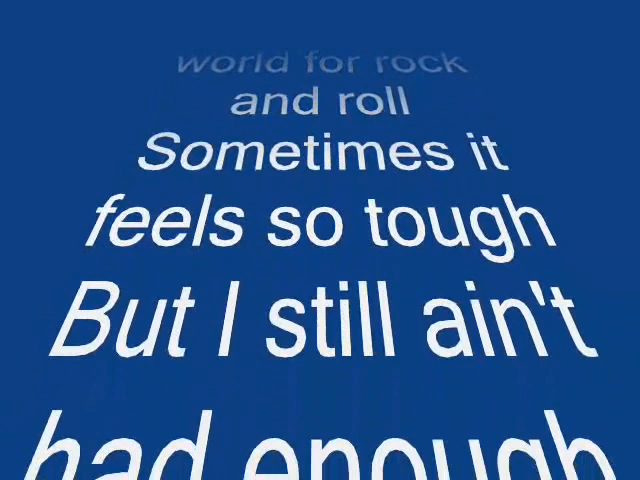 world for rock
and roll
Sometimes it
feels so tough
But I still ain't
had enough